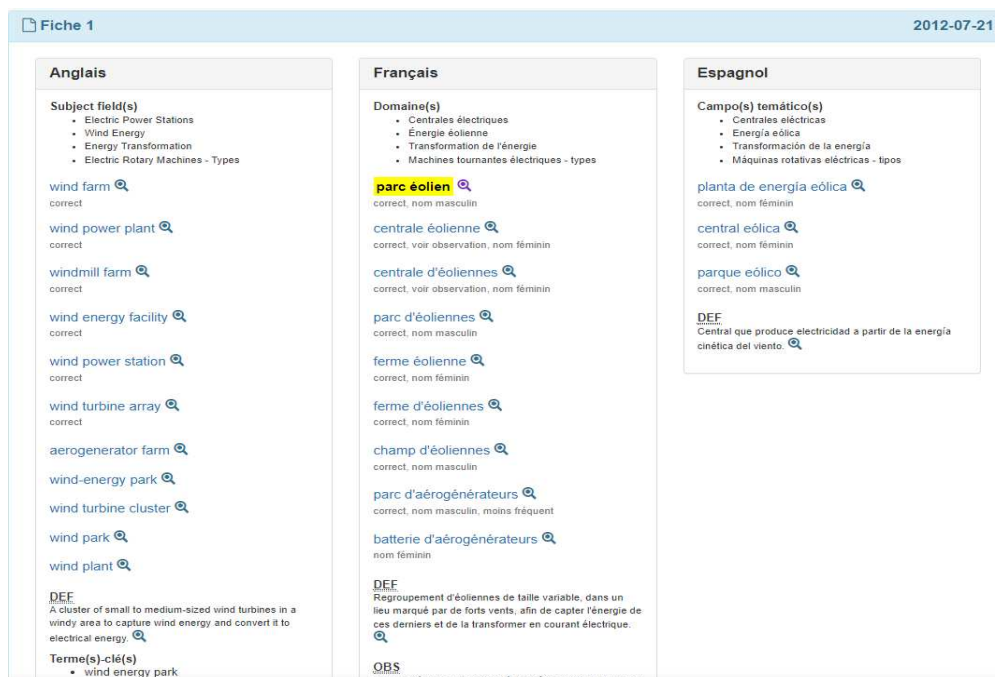 Fiche 1
2012-07-21
Anglais
Subject field(s)
• Electric Power Stations
• Wind Energy
• Energy Transformation
• Electric Rotary Machines - Types
wind farm
correct
wind power plant
correct
windmill farm
correct
wind energy facility
correct
wind power station
correct
wind turbine array
correct
aerogenerator farm
wind-energy park
wind turbine cluster
wind park
wind plant
DEF
A cluster of small to medium-sized wind turbines in a
windy area to capture wind energy and convert it to
electrical energy.
Terme(s)-clé(s)
• wind energy park
Français
Domaine(s)
• Centrales électriques
• Énergie éolienne
• Transformation de l'énergie
• Machines tournantes électriques - types
parc éolien
correct, nom masculin
centrale éolienne
correct, voir observation, nom féminin
centrale d'éoliennes
correct, voir observation, nom féminin
parc d'éoliennes
correct, nom masculin
ferme éolienne
correct, nom féminin
ferme d'éoliennes
correct, nom féminin
champ d'éoliennes
correct, nom masculin
parc d'aérogénérateurs
correct, nom masculin, moins fréquent
batterie d'aérogénérateurs
nom féminin
DEF
Regroupement d'éoliennes de taille variable, dans un
lieu marqué par de forts vents, afin de capter l'énergie de
ces derniers et de la transformer en courant électrique.
OBS
Espagnol
Campo(s) temático(s)
• Centrales eléctricas
• Energía eólica
• Transformación de la energía
• Máquinas rotativas eléctricas - tipos
planta de energía eólica
correct, nom féminin
central eólica
correct, nom féminin
parque eólico
correct, nom masculin
DEF
Central que produce electricidad a partir de la energía
cinética del viento.